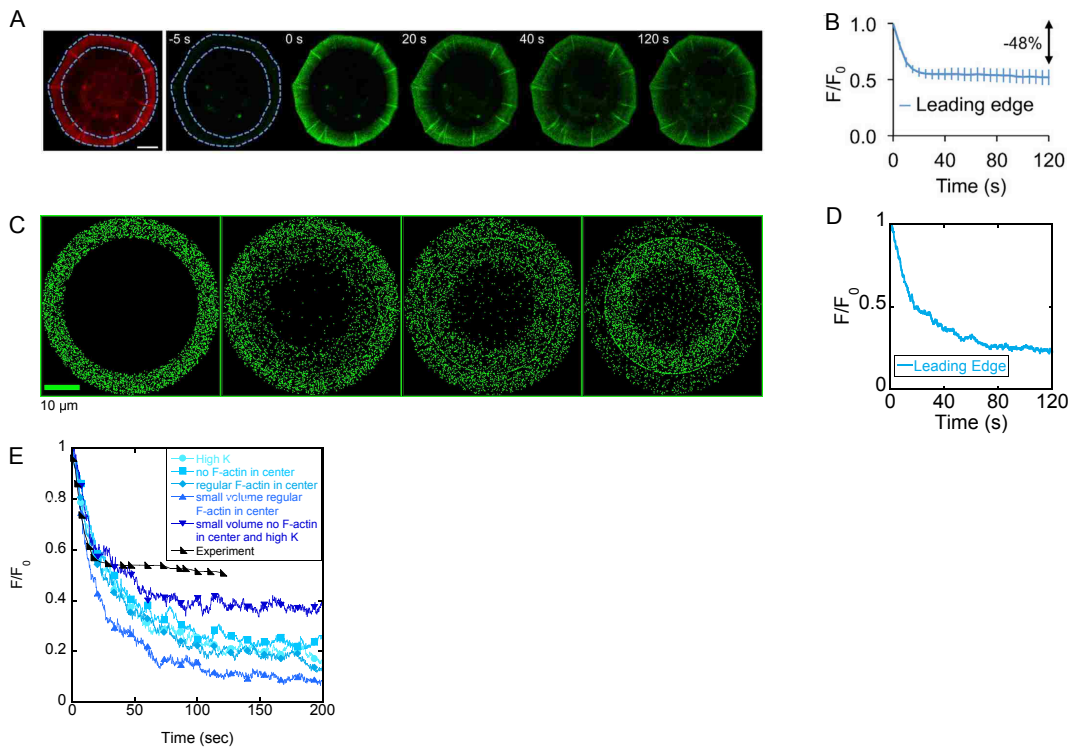 A
-5 s
0 s
20 s
40 s
120 s
B
1.0
0.5
0.0
F/F0
-48%
Leading edge
0 40 80 120
Time (s)
C
10 µm
D
1
0.5
0
F/F0
Leading Edge
0 40 80 120
Time (s)
E
1
0.8
0.6
0.4
0.2
0
F/F0
High K
no F-actin in center
regular F-actin in center
small volume regular
F-actin in center
small volume no F-actin
in center and high K
Experiment
0 50 100 150 200
Time (sec)